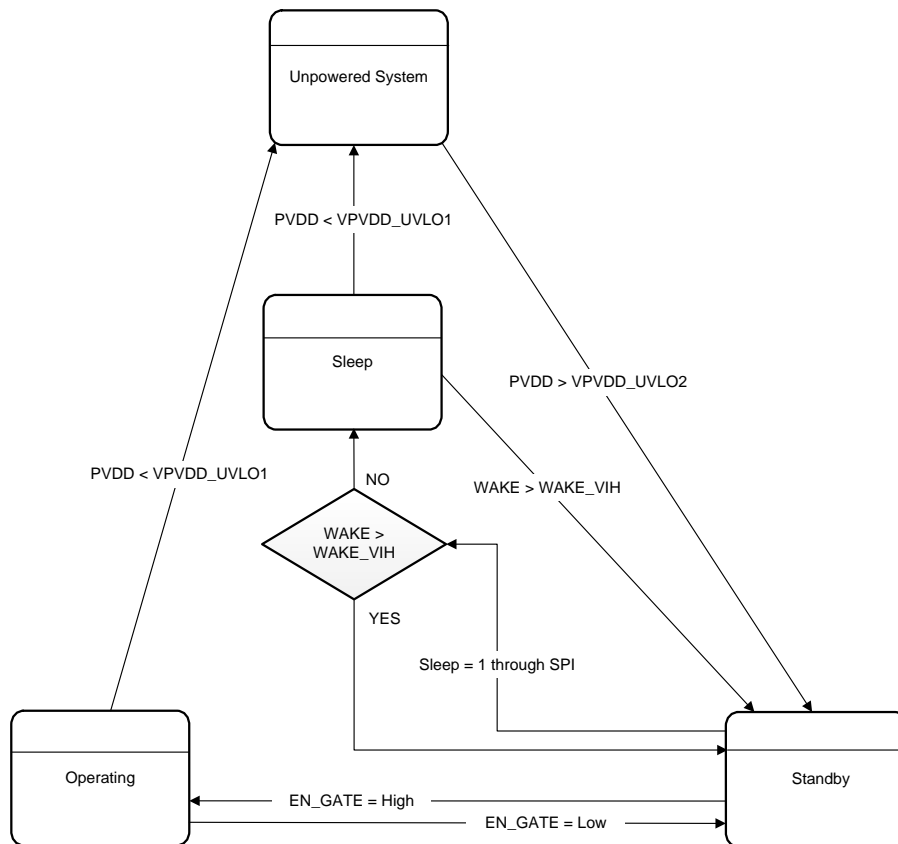 Unpowered System
PVDD < VPVDD_UVLO1
Sleep
PVDD > VPVDD_UVLO2
PVDD < VPVDD_UVLO1
NO
WAKE > WAKE_VIH
WAKE >
WAKE_VIH
YES
Sleep = 1 through SPI
Operating
Standby
EN_GATE = High
EN_GATE = Low